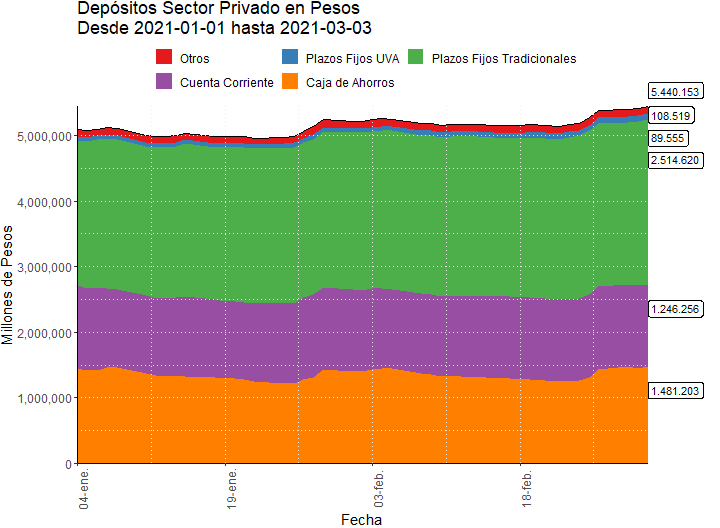 Depósitos Sector Privado en Pesos
Desde 2021-01-01 hasta 2021-03-03
Otros
Plazos Fijos UVA
Plazos Fijos Tradicionales
Cuenta Corriente
Caja de Ahorros
5.440.153
108.519
89.555
2.514.620
1.246.256
1.481.203
Millones de Pesos
5,000,000
4,000,000
3,000,000
2,000,000
1,000,000
0
04-ene.
19-ene.
03-feb.
18-feb.
Fecha